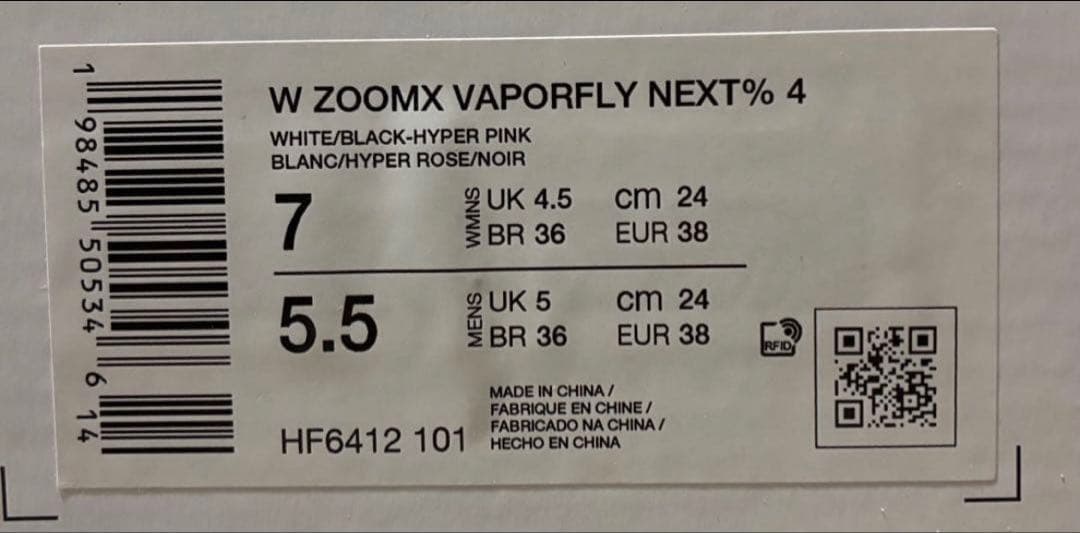 W ZOOMX VAPORFLY NEXT% 4
WHITE/BLACK-HYPER PINK
BLANC/HYPER ROSE/NOIR
7
WMNS
UK 4.5 cm 24
BR 36 EUR 38
5.5
MENS
UK 5 cm 24
BR 36 EUR 38
RFID
MADE IN CHINA /
FABRIQUE EN CHINE /
FABRICADO NA CHINA /
HECHO EN CHINA
HF6412 101
1 98485 50534 6 14